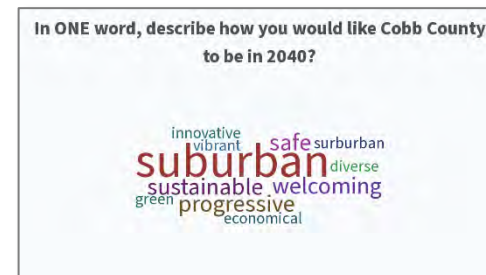 In ONE word, describe how you would like Cobb County
to be in 2040?
innovative
vibrant safe surburban
suburban diverse
sustainable welcoming
green progressive
economical